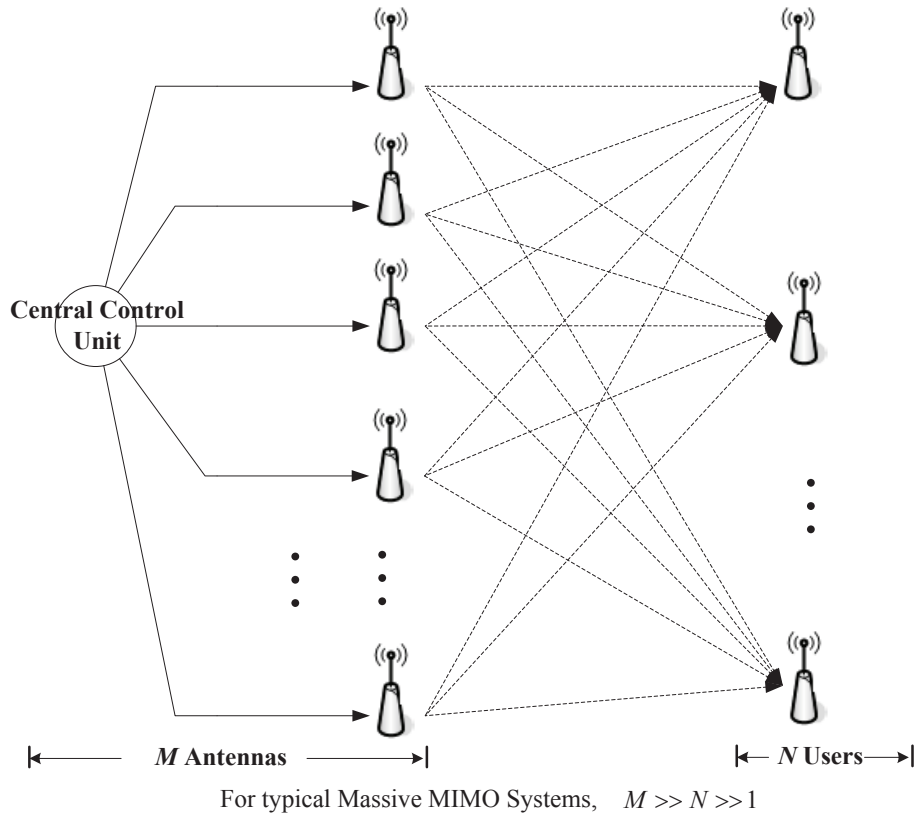 Central Control
Unit
M Antennas
N Users
For typical Massive MIMO Systems, M >> N >> 1